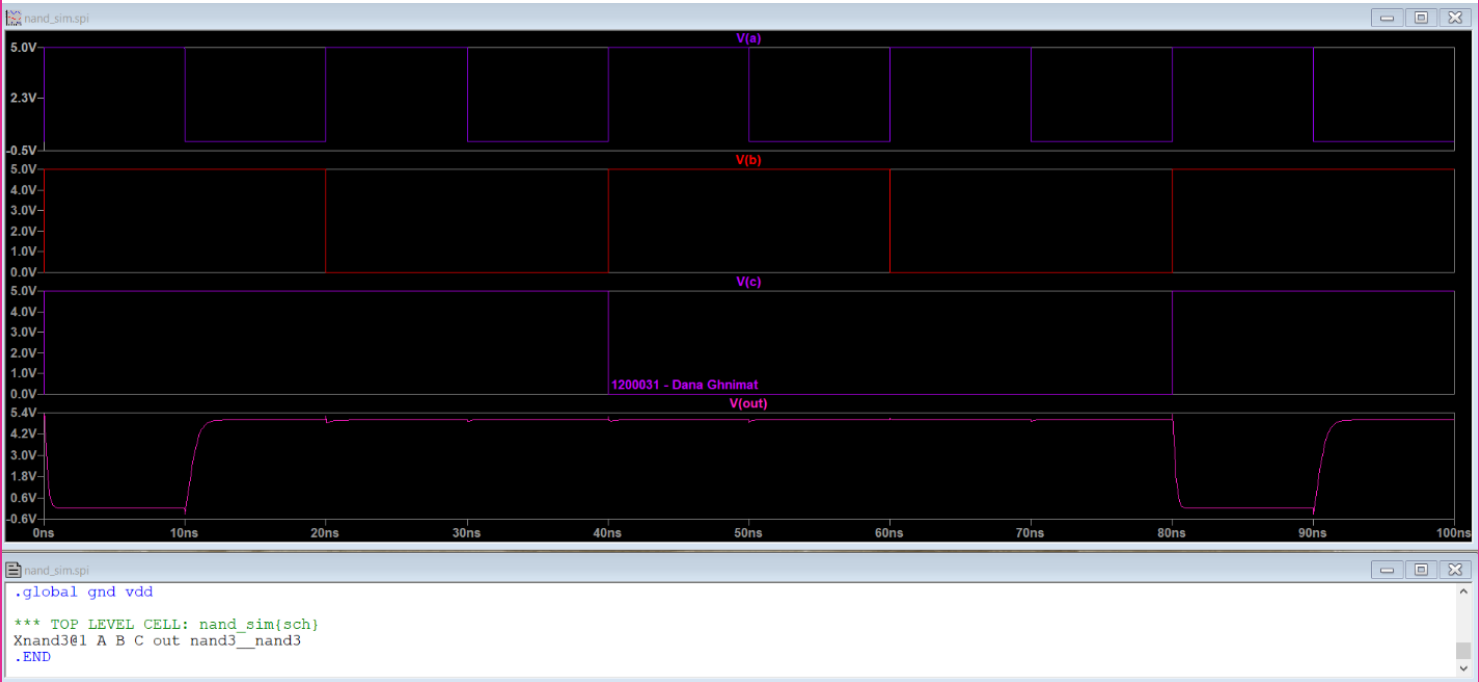 nand_sim.spi
V(a)
5.0V
2.3V
-0.5V
V(b)
5.0V
4.0V
3.0V
2.0V
1.0V
0.0V
V(c)
5.0V
4.0V
3.0V
2.0V
1.0V
0.0V
1200031 - Dana Ghnimat
V(out)
5.4V
4.2V
3.0V
1.8V
0.6V
-0.6V
0ns 10ns 20ns 30ns 40ns 50ns 60ns 70ns 80ns 90ns 100ns
nand_sim.spi
.global gnd vdd
*** TOP LEVEL CELL: nand_sim{sch}
Xnand3@1 A B C out nand3__nand3
.END